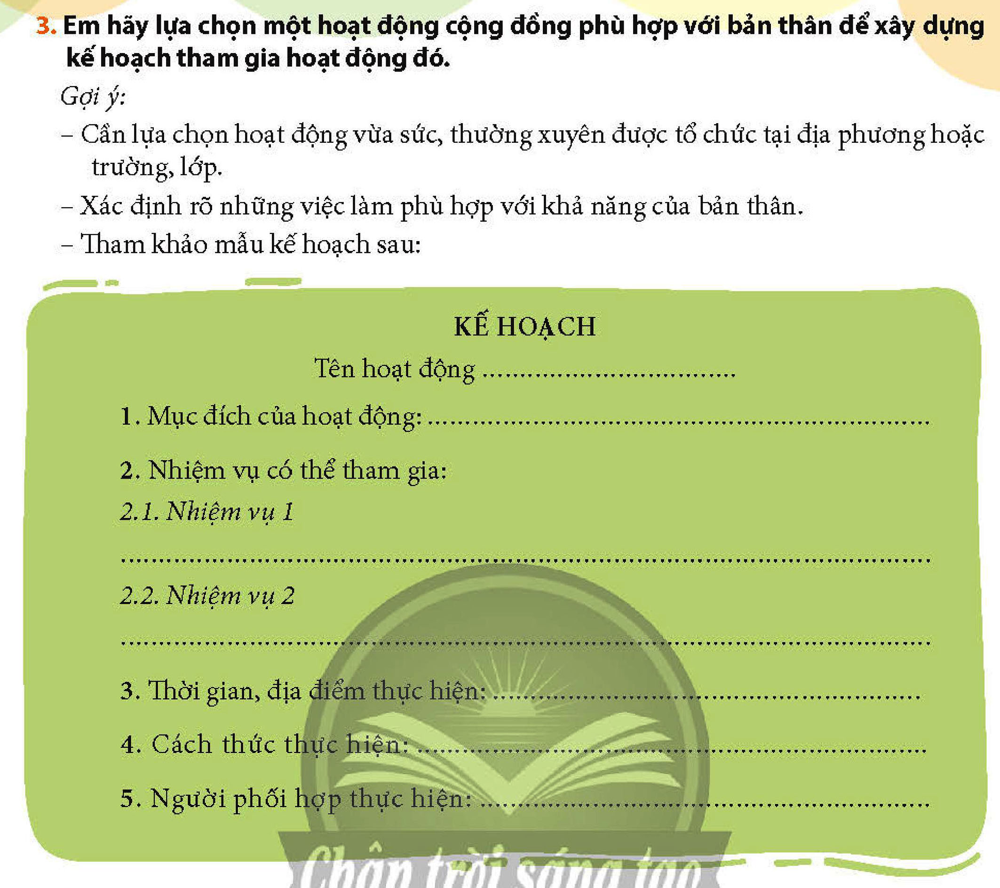 3. Em hãy lựa chọn một hoạt động cộng đồng phù hợp với bản thân để xây dựng
kế hoạch tham gia hoạt động đó.
Gợi ý:
– Cần lựa chọn hoạt động vừa sức, thường xuyên được tổ chức tại địa phương hoặc
trường, lớp.
– Xác định rõ những việc làm phù hợp với khả năng của bản thân.
– Tham khảo mẫu kế hoạch sau:
KẾ HOẠCH
Tên hoạt động ..................................
1. Mục đích của hoạt động: ....................................................................
2. Nhiệm vụ có thể tham gia:
2.1. Nhiệm vụ 1
.............................................................................................................
2.2. Nhiệm vụ 2
.............................................................................................................
3. Thời gian, địa điểm thực hiện: .........................................................
4. Cách thức thực hiện: ....................................................................
5. Người phối hợp thực hiện: ............................................................
Chân trời sáng tạo